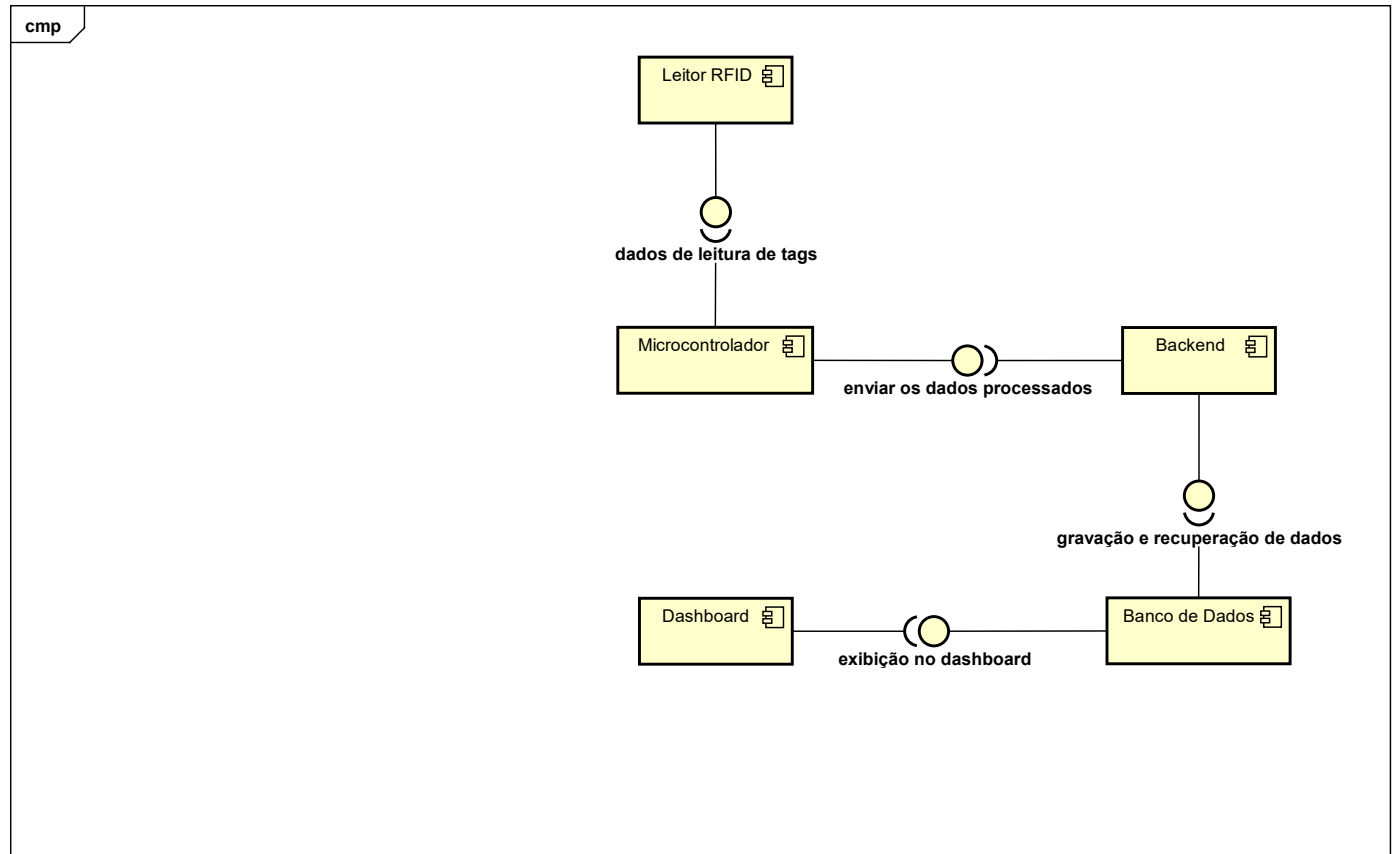 cmp
Leitor RFID
dados de leitura de tags
Microcontrolador
Backend
enviar os dados processados
gravação e recuperação de dados
Dashboard
Banco de Dados
exibição no dashboard